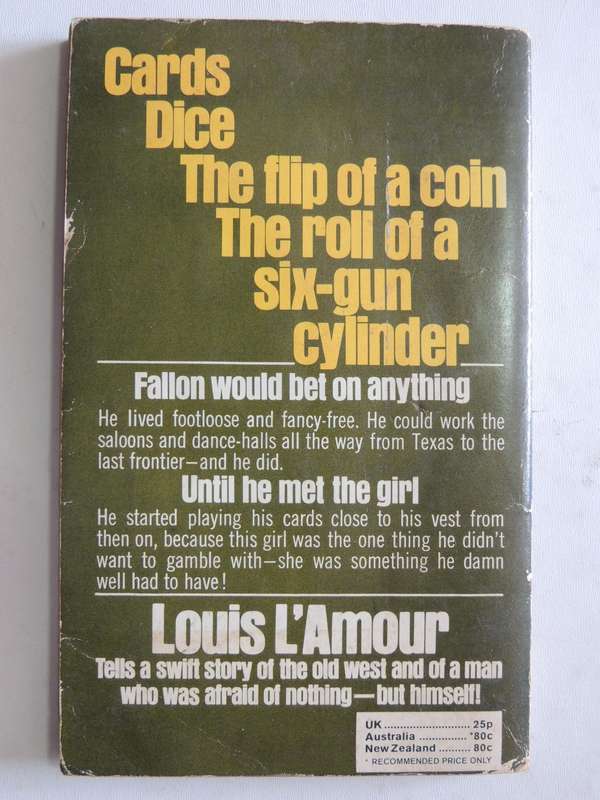 Cards
Dice
The flip of a coin
The roll of a
six-gun
cylinder
Fallon would bet on anything
He lived footloose and fancy-free. He could work the
saloons and dance-halls all the way from Texas to the
last frontier—and he did.
Until he met the girl
He started playing his cards close to his vest from
then on, because this girl was the one thing he didn't
want to gamble with—she was something he damn
well had to have!
Louis L'Amour
Tells a swift story of the old west and of a man
who was afraid of nothing—but himself!
UK .......................... 25p
Australia ............... *80c
New Zealand .......... 80c
* RECOMMENDED PRICE ONLY